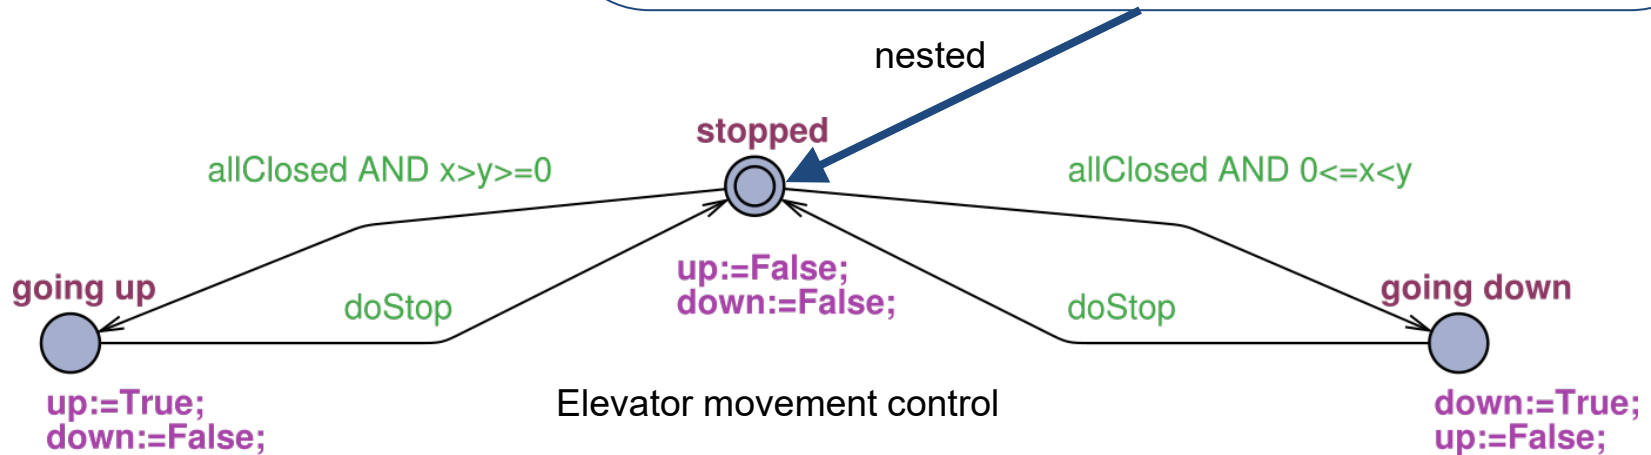 nested
stopped
allClosed AND x>y>=0
allClosed AND 0<=x<y
up:=False;
down:=False;
going up
doStop
doStop
going down
up:=True;
down:=False;
Elevator movement control
down:=True;
up:=False;